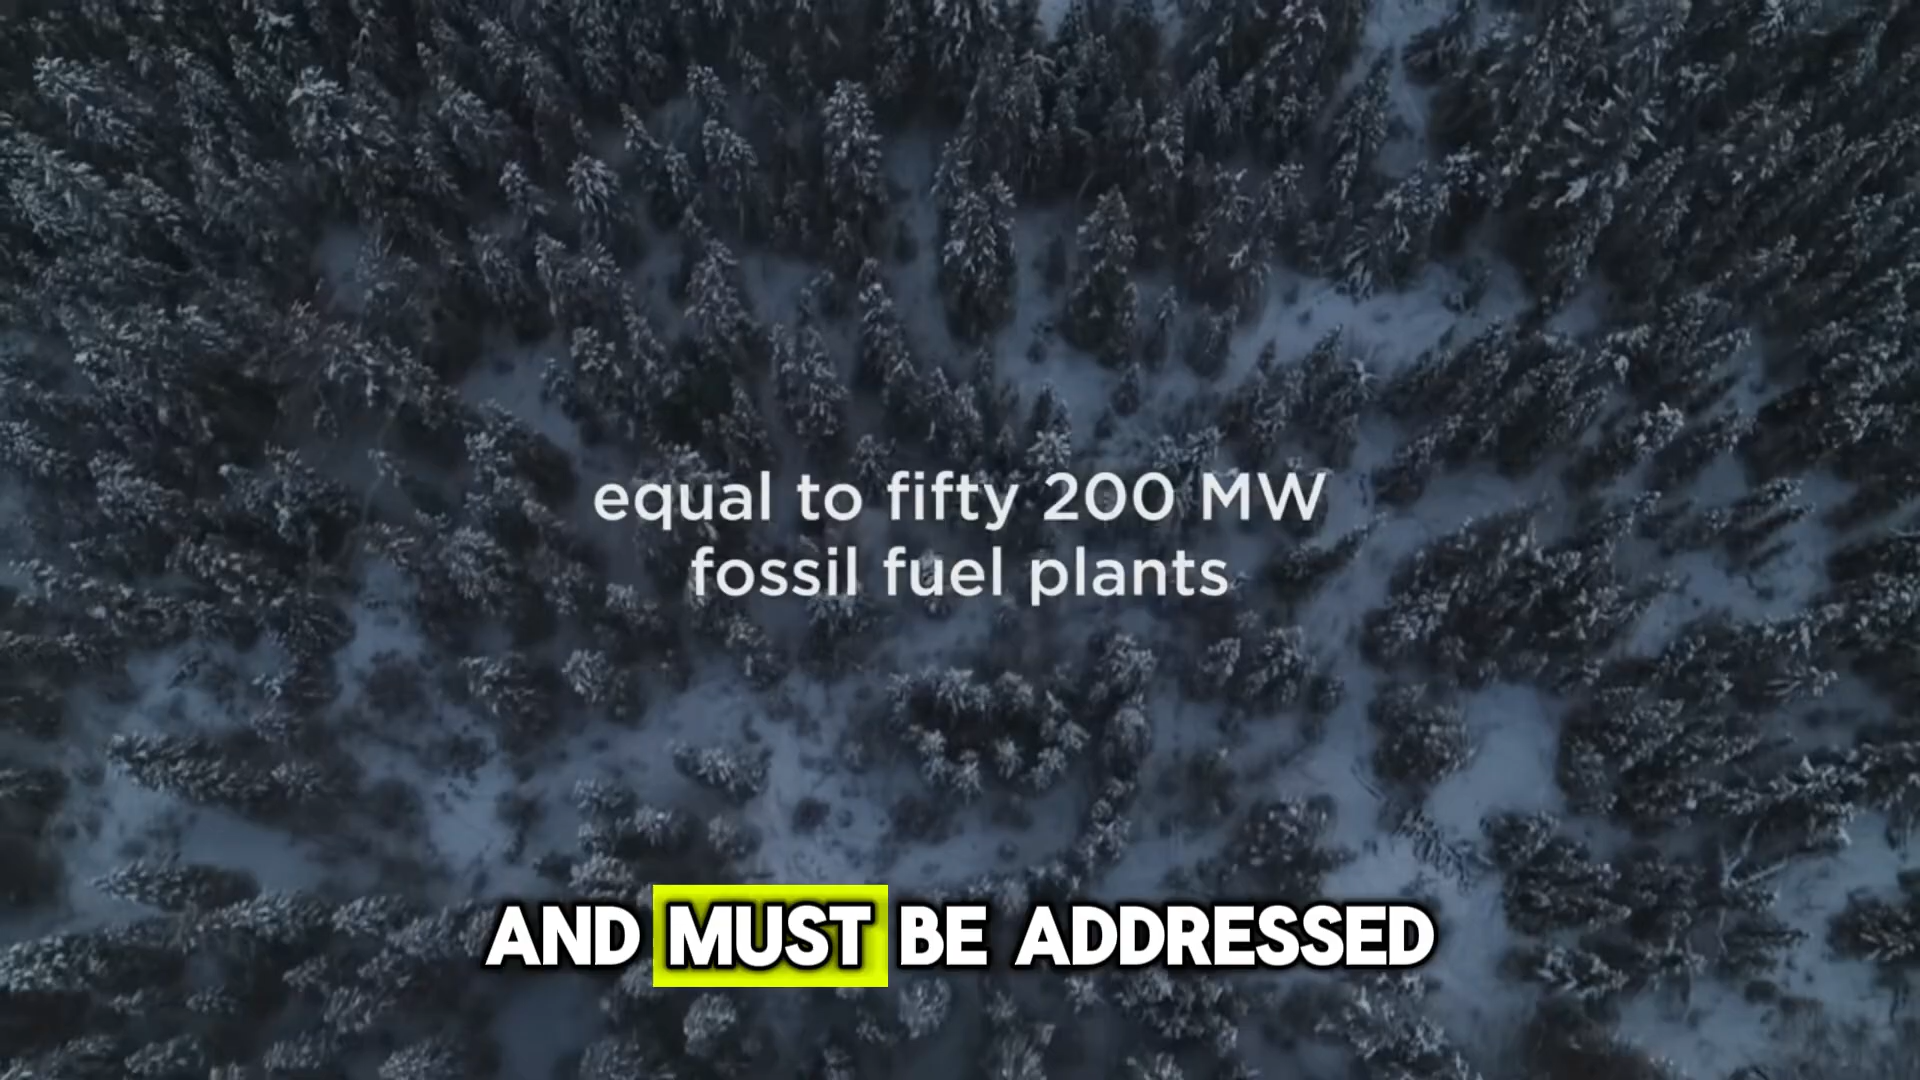 equal to fifty 200 MW
fossil fuel plants
AND MUST BE ADDRESSED